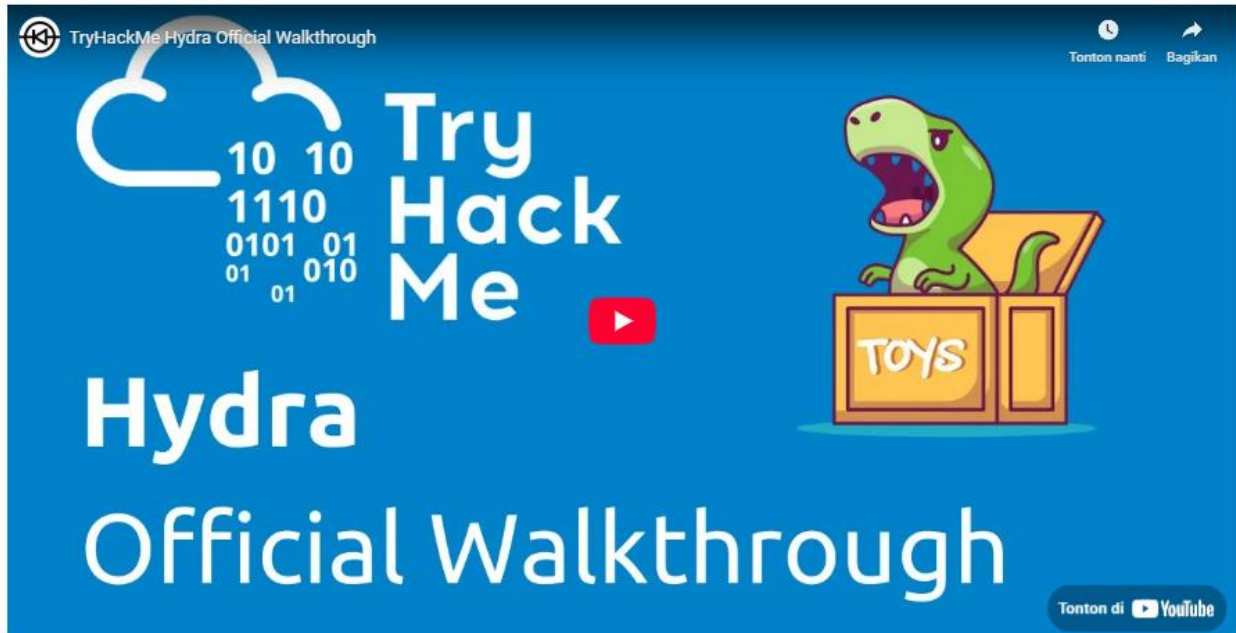 TryHackMe Hydra Official Walkthrough
Tonton nanti
Bagikan
10 10
1110
0101 01
01 010
01
Try
Hack
Me
TOYS
Hydra
Official Walkthrough
Tonton di YouTube